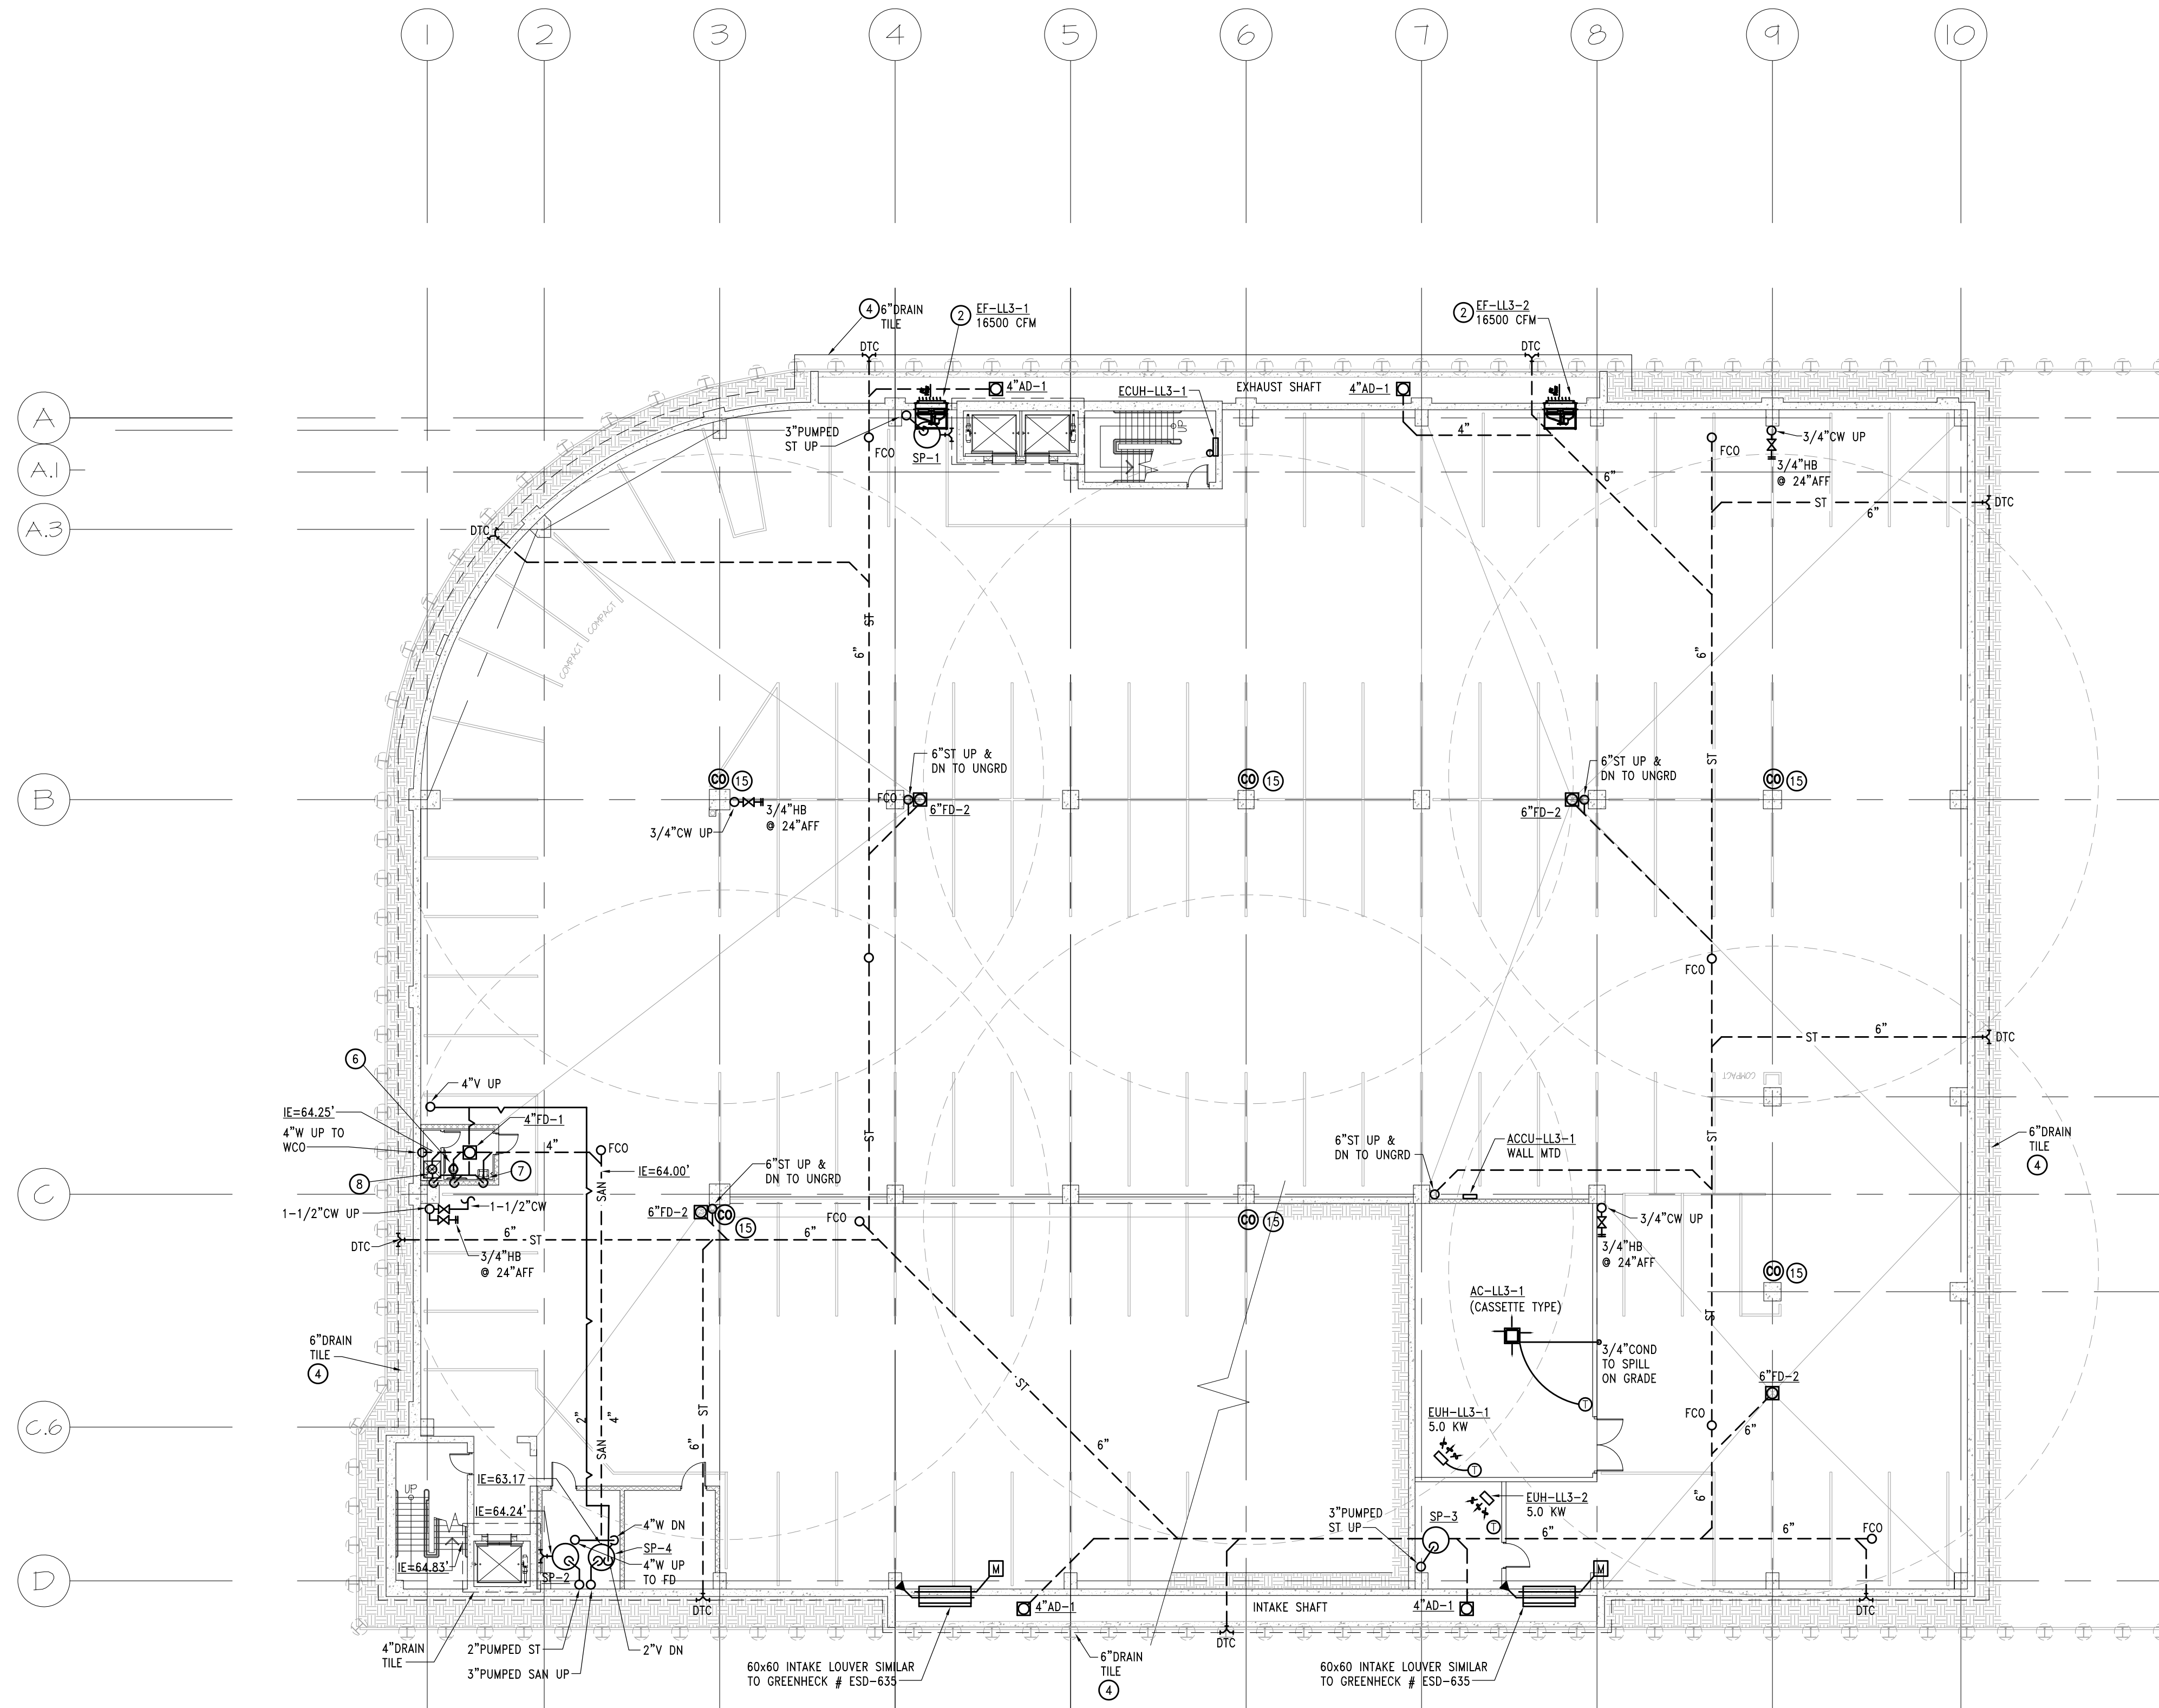 1 2 3 4 5 6 7 8 9 10
4 6"DRAIN
TILE
2 EF-LL3-1
16500 CFM
2 EF-LL3-2
16500 CFM
DTC
DTC
4"AD-1
ECUH-LL3-1
EXHAUST SHAFT
4"AD-1
A
3"PUMPED
ST UP
FCO
SP-1
DN
4"
FCO
3/4"CW UP
3/4"HB
@ 24"AFF
A.1
6"
ST
6"
DTC
A.3
DTC
COMPACT
COMPACT
ST
6"
6"
ST
6"ST UP &
DN TO UNGRD
6"ST UP &
DN TO UNGRD
B
CO 15
3/4"HB
@ 24"AFF
3/4"CW UP
FCO
6"FD-2
CO 15
6"FD-2
CO 15
FCO
ST
6"
DTC
COMPACT
6
4"V UP
IE=64.25'
4"FD-1
4"W UP TO
WCO
4"
FCO
ST
6"ST UP &
DN TO UNGRD
ACCU-LL3-1
WALL MTD
ST
6"DRAIN
TILE
4
IE=64.00'
6"ST UP &
DN TO UNGRD
7
8
C
SAN
1-1/2"CW UP
1-1/2"CW
6"FD-2
CO
15
FCO
CO 15
3/4"CW UP
DTC
6"
ST
6"
3/4"HB
@ 24"AFF
3/4"HB
@ 24"AFF
CO 15
AC-LL3-1
(CASSETTE TYPE)
ST
6"DRAIN
TILE
4
3/4"COND
TO SPILL
ON GRADE
ST
6"FD-2
T
C.6
2"
4"
ST
EUH-LL3-1
5.0 KW
FCO
6"
SAN
6"
6"
T
UP
IE=63.17
EUH-LL3-2
5.0 KW
6"
IE=64.24'
4"W DN
3"PUMPED
ST UP
SP-3
T
6"
6"
FCO
SP-4
IE=64.83'
4"W UP
TO FD
SP-2
D
M
M
DTC
4"AD-1
INTAKE SHAFT
4"AD-1
DTC
DTC
4"DRAIN
TILE
2"PUMPED ST
2"V DN
3"PUMPED SAN UP
60x60 INTAKE LOUVER SIMILAR
TO GREENHECK # ESD-635
6"DRAIN
TILE
4
60x60 INTAKE LOUVER SIMILAR
TO GREENHECK # ESD-635